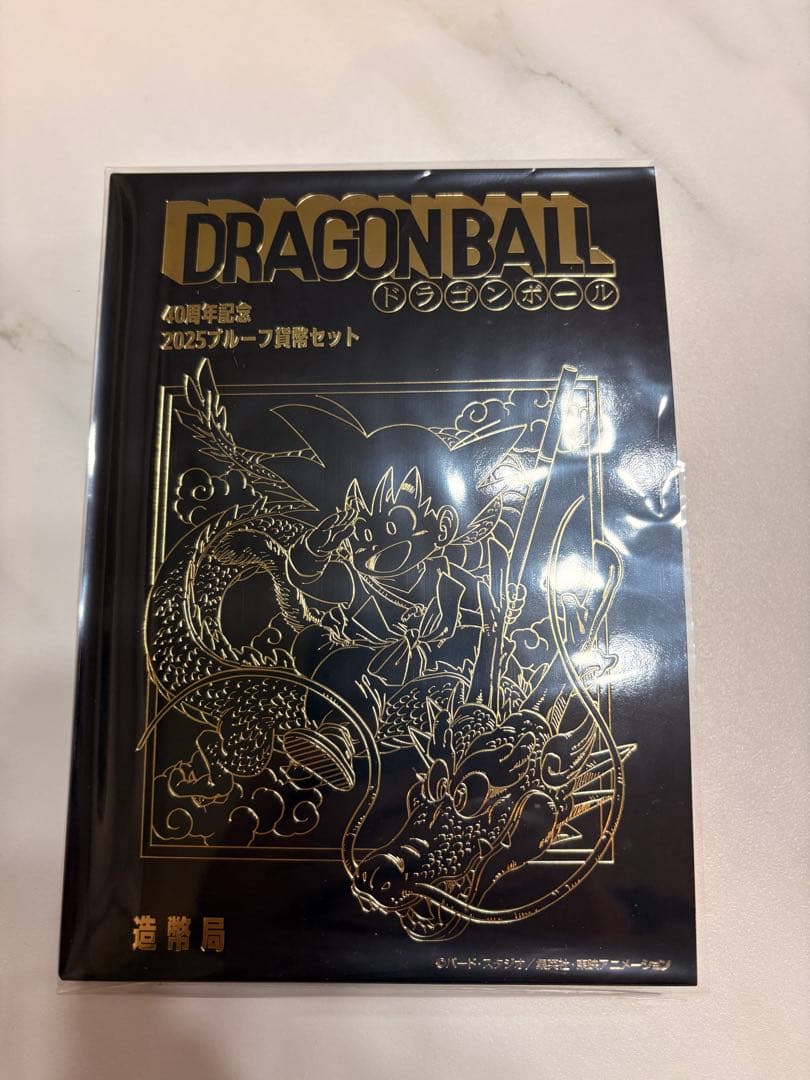 DRAGON BALL
ドラゴンボール
40周年記念
2025プルーフ貨幣セット
造幣局
©バード・スタジオ／集英社・東映アニメーション